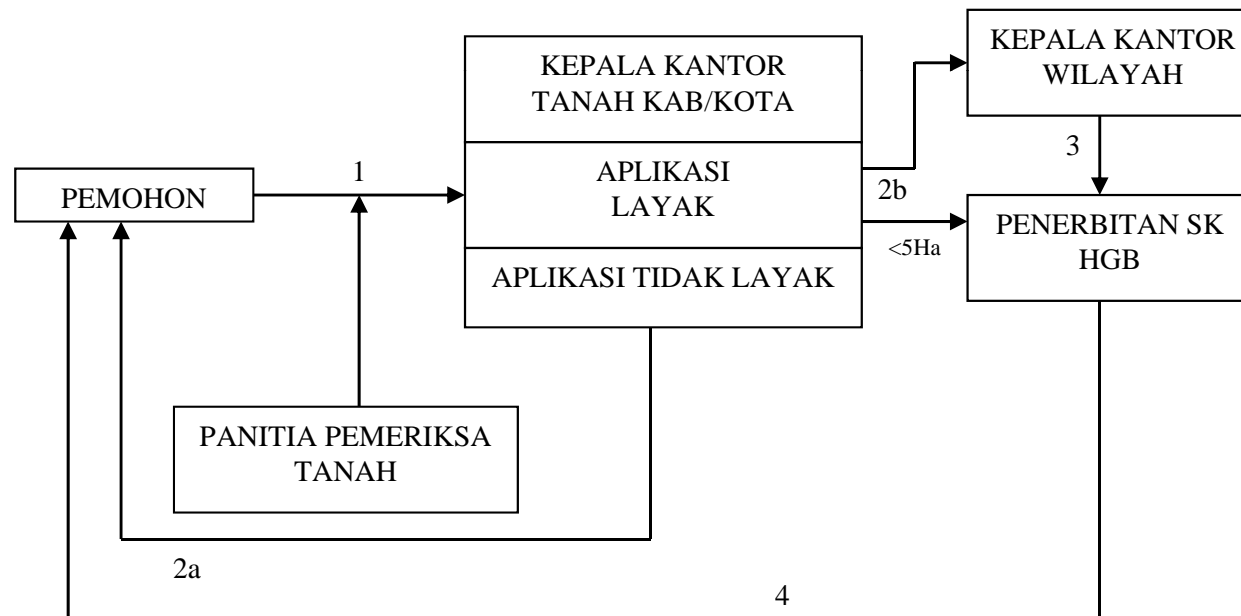 KEPALA KANTOR
WILAYAH
KEPALA KANTOR
TANAH KAB/KOTA
3
1
APLIKASI
LAYAK
2b
PEMOHON
PENERBITAN SK
HGB
<5Ha
APLIKASI TIDAK LAYAK
PANITIA PEMERIKSA
TANAH
2a
4